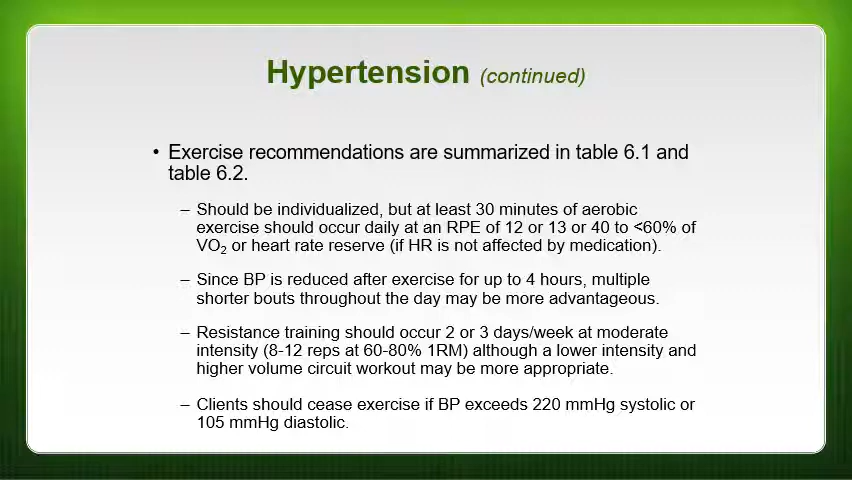 Hypertension (continued)
• Exercise recommendations are summarized in table 6.1 and
table 6.2.
– Should be individualized, but at least 30 minutes of aerobic
exercise should occur daily at an RPE of 12 or 13 or 40 to <60% of
VO₂ or heart rate reserve (if HR is not affected by medication).
– Since BP is reduced after exercise for up to 4 hours, multiple
shorter bouts throughout the day may be more advantageous.
– Resistance training should occur 2 or 3 days/week at moderate
intensity (8-12 reps at 60-80% 1RM) although a lower intensity and
higher volume circuit workout may be more appropriate.
– Clients should cease exercise if BP exceeds 220 mmHg systolic or
105 mmHg diastolic.